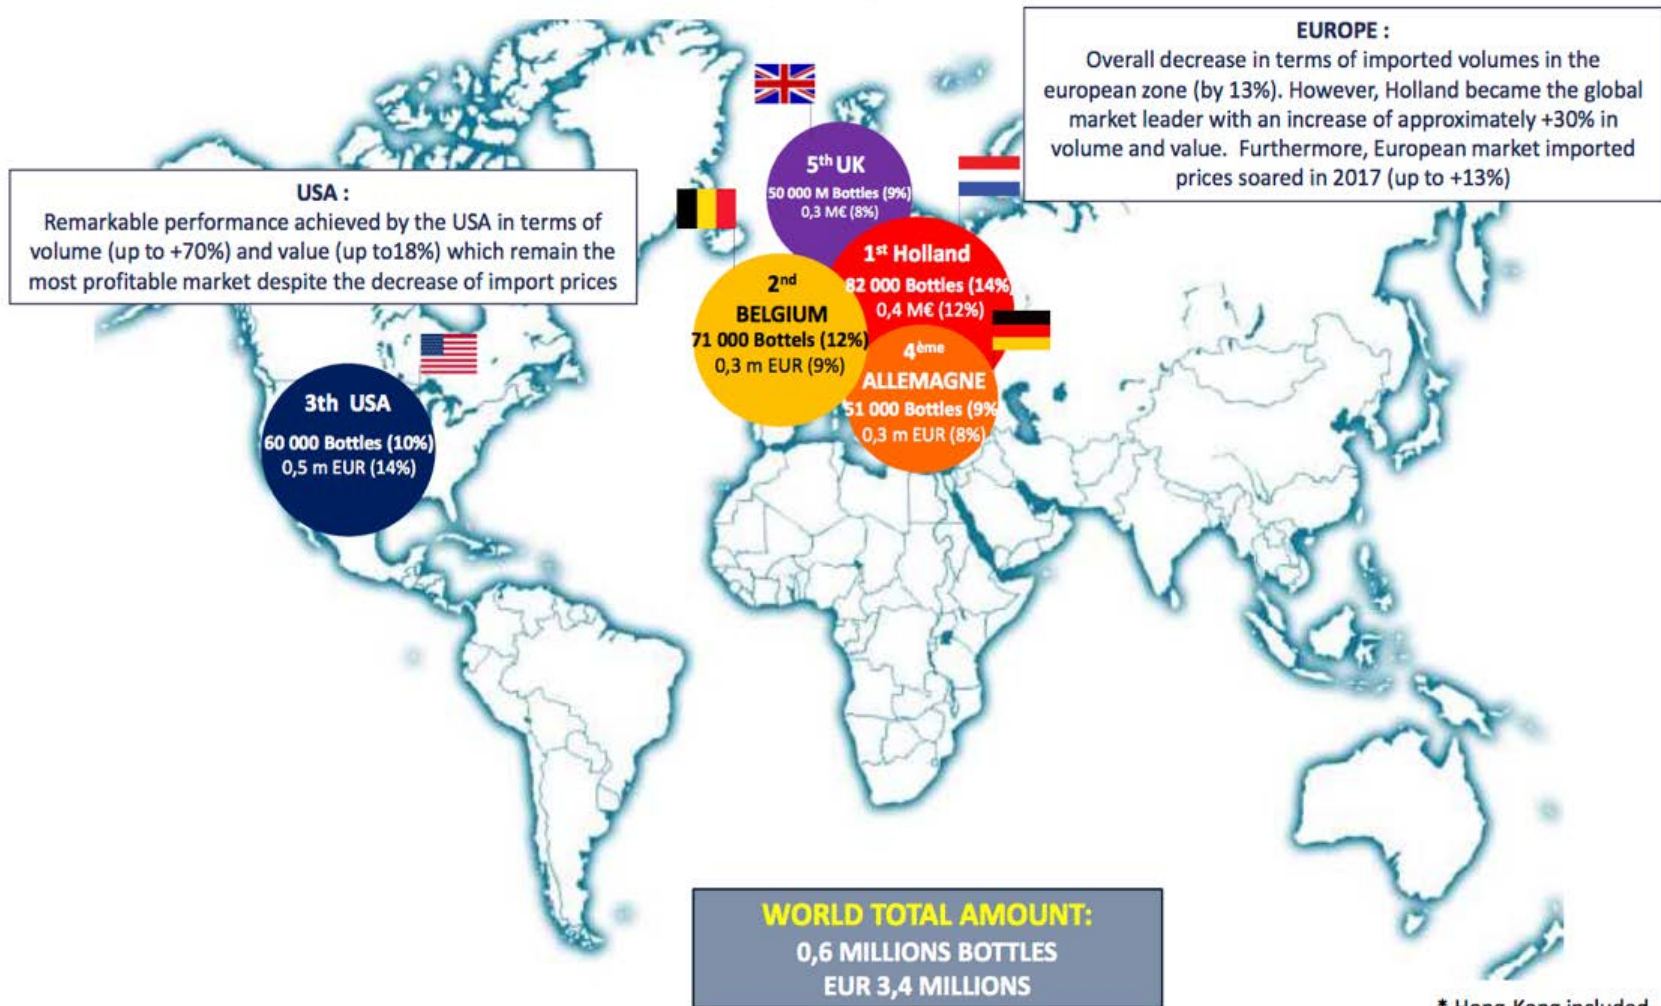 EUROPE :
Overall decrease in terms of imported volumes in the
european zone (by 13%). However, Holland became the global
market leader with an increase of approximately +30% in
volume and value. Furthermore, European market imported
prices soared in 2017 (up to +13%)
USA :
Remarkable performance achieved by the USA in terms of
volume (up to +70%) and value (up to18%) which remain the
most profitable market despite the decrease of import prices
5th UK
50 000 M Bottles (9%)
0,3 M€ (8%)
1st Holland
82 000 Bottles (14%)
0,4 M€ (12%)
2nd
BELGIUM
71 000 Bottels (12%)
0,3 m EUR (9%)
4ème
ALLEMAGNE
51 000 Bottles (9%
0,3 m EUR (8%)
3th USA
60 000 Bottles (10%)
0,5 m EUR (14%)
WORLD TOTAL AMOUNT:
0,6 MILLIONS BOTTLES
EUR 3,4 MILLIONS
* Hong-Kong included